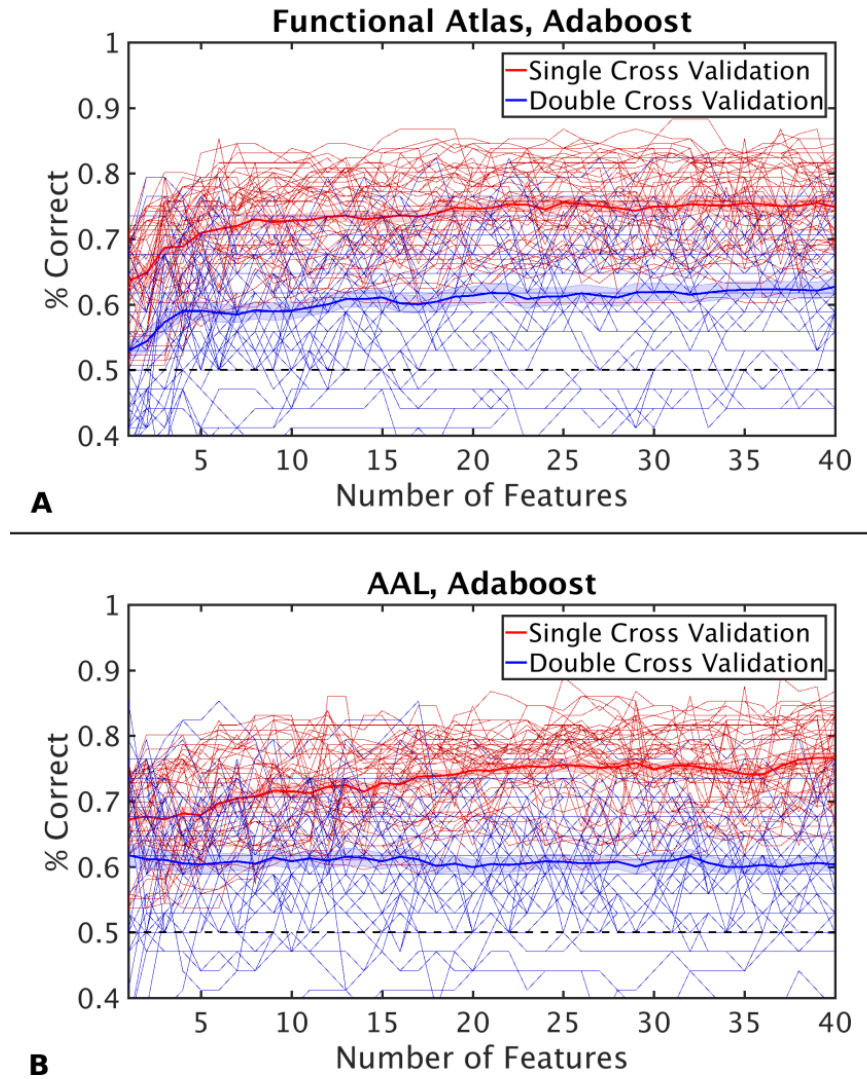 Functional Atlas, Adaboost
Single Cross Validation
Double Cross Validation
% Correct
1
0.9
0.8
0.7
0.6
0.5
0.4
5 10 15 20 25 30 35 40
Number of Features
A
AAL, Adaboost
Single Cross Validation
Double Cross Validation
% Correct
1
0.9
0.8
0.7
0.6
0.5
0.4
5 10 15 20 25 30 35 40
Number of Features
B